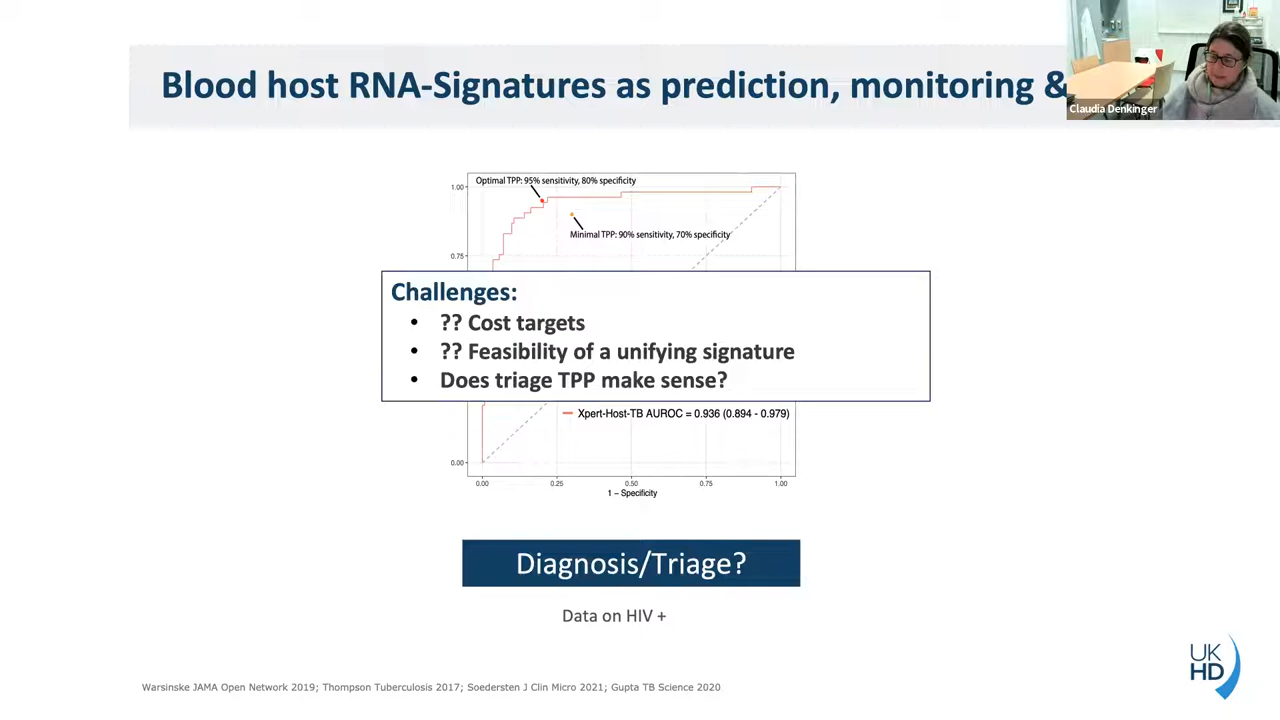 Blood host RNA-Signatures as prediction, monitoring &
Claudia Denkinger
Optimal TPP: 95% sensitivity, 80% specificity
1.00
Minimal TPP: 90% sensitivity, 70% specificity
0.75
Challenges:
• ?? Cost targets
• ?? Feasibility of a unifying signature
• Does triage TPP make sense?
Xpert-Host-TB AUROC = 0.936 (0.894 - 0.979)
0.00
0.00 0.25 0.50 0.75 1.00
1 – Specificity
Diagnosis/Triage?
Data on HIV +
Warsinske JAMA Open Network 2019; Thompson Tuberculosis 2017; Soedersten J Clin Micro 2021; Gupta TB Science 2020
UK
HD